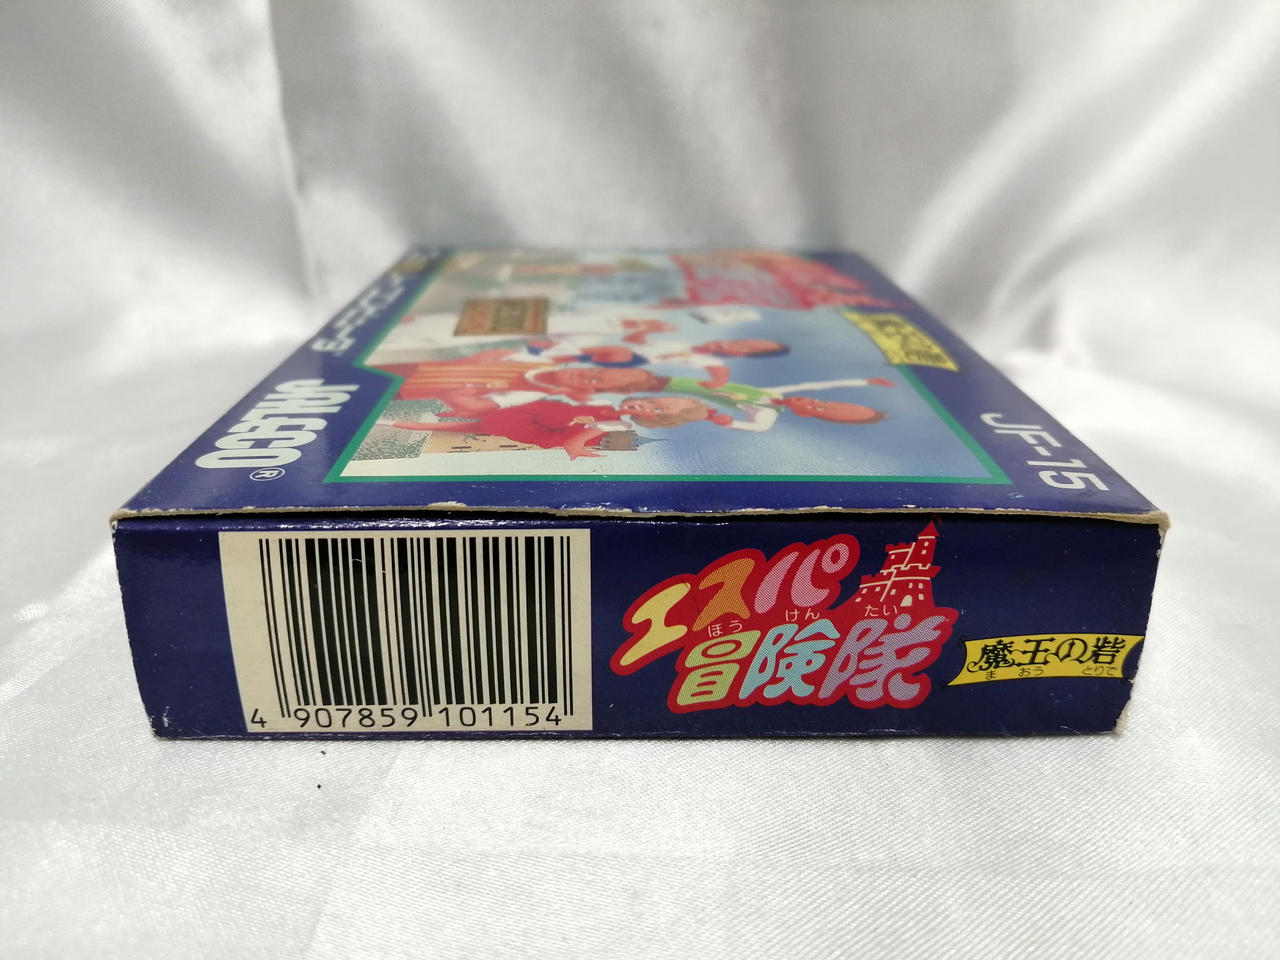 JALECO®
JF-15
エスパ
ほう けん たい
冒険隊
魔王の砦
ま おう とりで
4 907859 101154